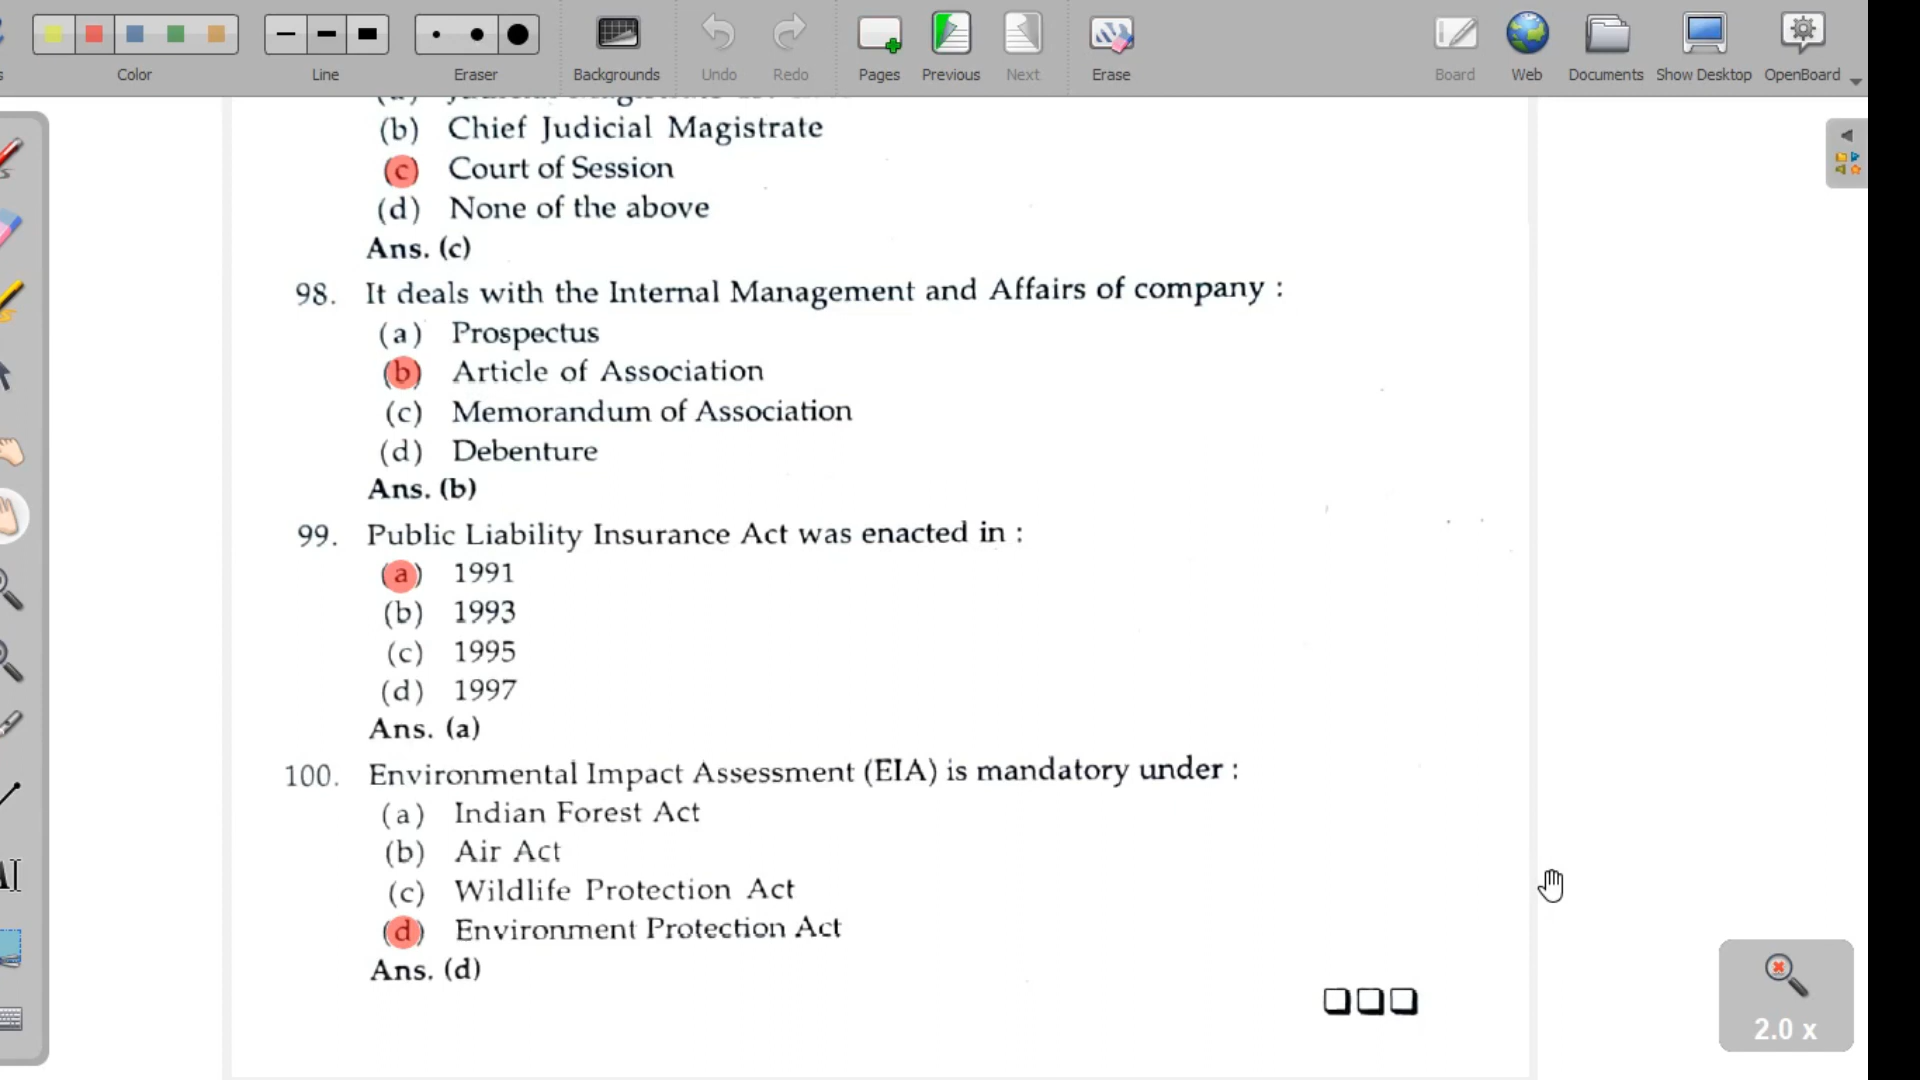 Color
Line
Eraser
Backgrounds
Undo
Redo
Pages
Previous
Next
Erase
Board
Web
Documents
Show Desktop
OpenBoard
(b) Chief Judicial Magistrate
(c) Court of Session
(d) None of the above
Ans. (c)
98. It deals with the Internal Management and Affairs of company :
(a) Prospectus
(b) Article of Association
(c) Memorandum of Association
(d) Debenture
Ans. (b)
99. Public Liability Insurance Act was enacted in :
(a) 1991
(b) 1993
(c) 1995
(d) 1997
Ans. (a)
100. Environmental Impact Assessment (EIA) is mandatory under :
(a) Indian Forest Act
(b) Air Act
(c) Wildlife Protection Act
(d) Environment Protection Act
Ans. (d)
2.0 x